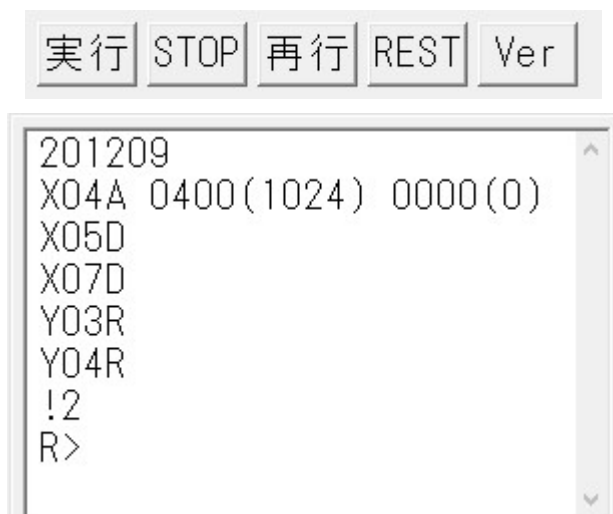 実行 STOP 再行 REST Ver
201209
X04A 0400(1024) 0000(0)
X05D
X07D
Y03R
Y04R
!2
R>